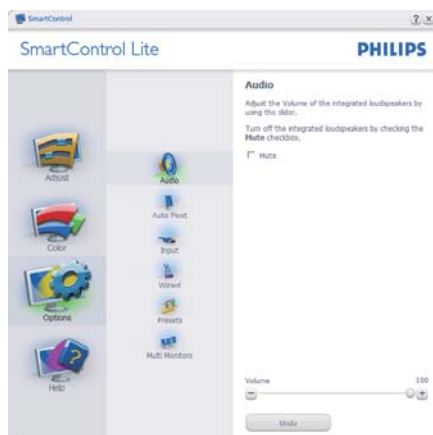 SmartControl
SmartControl Lite
PHILIPS
Adjust
Color
Options
Help
Audio
Auto Pivot
Input
Wizard
Presets
Multi Monitors
Audio
Adjust the Volume of the integrated loudspeakers by
using the slider.
Turn off the integrated loudspeakers by checking the
Mute checkbox.
Mute
Volume
100
Undo